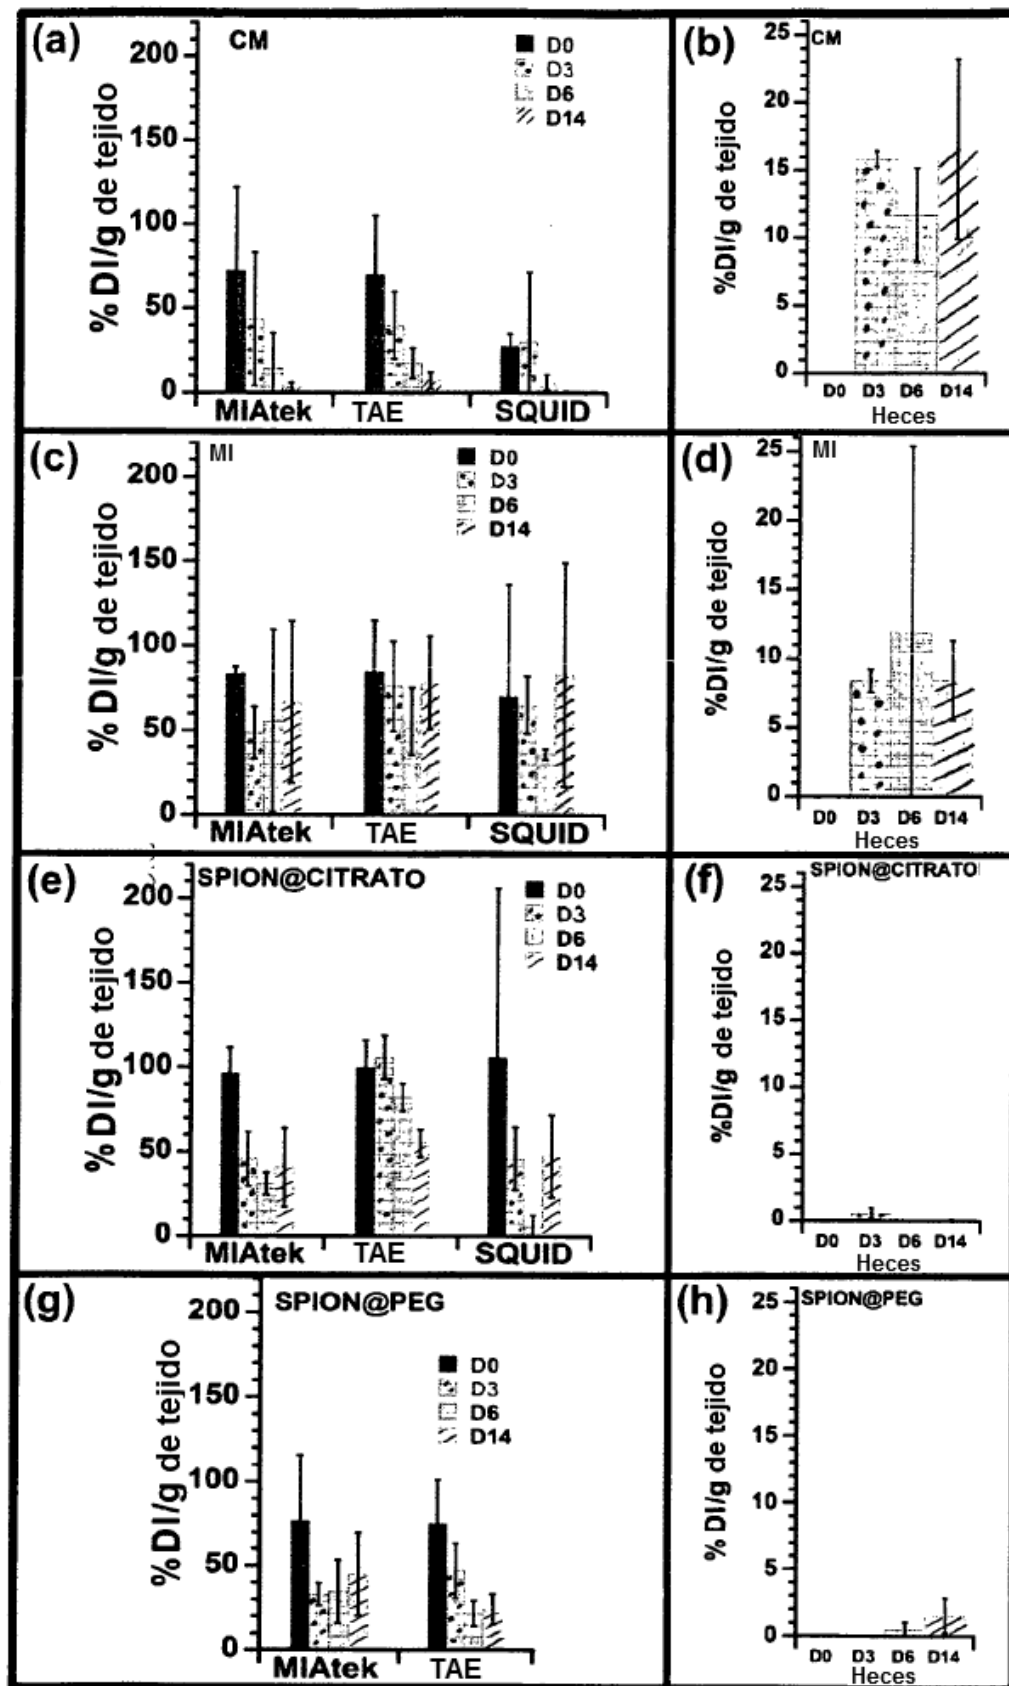 (a)
CM
% DI/g de tejido
200
150
100
50
0
D0
D3
D6
D14
MIAtek TAE SQUID
(b)
CM
%DI/g de tejido
25
20
15
10
5
0
D0 D3 D6 D14
Heces
(c)
MI
% DI/g de tejido
200
150
100
50
0
D0
D3
D6
D14
MIAtek TAE SQUID
(d)
MI
%DI/g de tejido
25
20
15
10
5
0
D0 D3 D6 D14
Heces
(e)
SPION@CITRATO
% DI/g de tejido
200
150
100
50
0
D0
D3
D6
D14
MIAtek TAE SQUID
(f)
SPION@CITRATO
%DI/g de tejido
25
20
15
10
5
0
D0 D3 D6 D14
Heces
(g)
SPION@PEG
%DI/g de tejido
200
150
100
50
0
D0
D3
D6
D14
MIAtek TAE
(h)
SPION@PEG
% DI/g de tejido
25
20
15
10
5
0
D0 D3 D6 D14
Heces